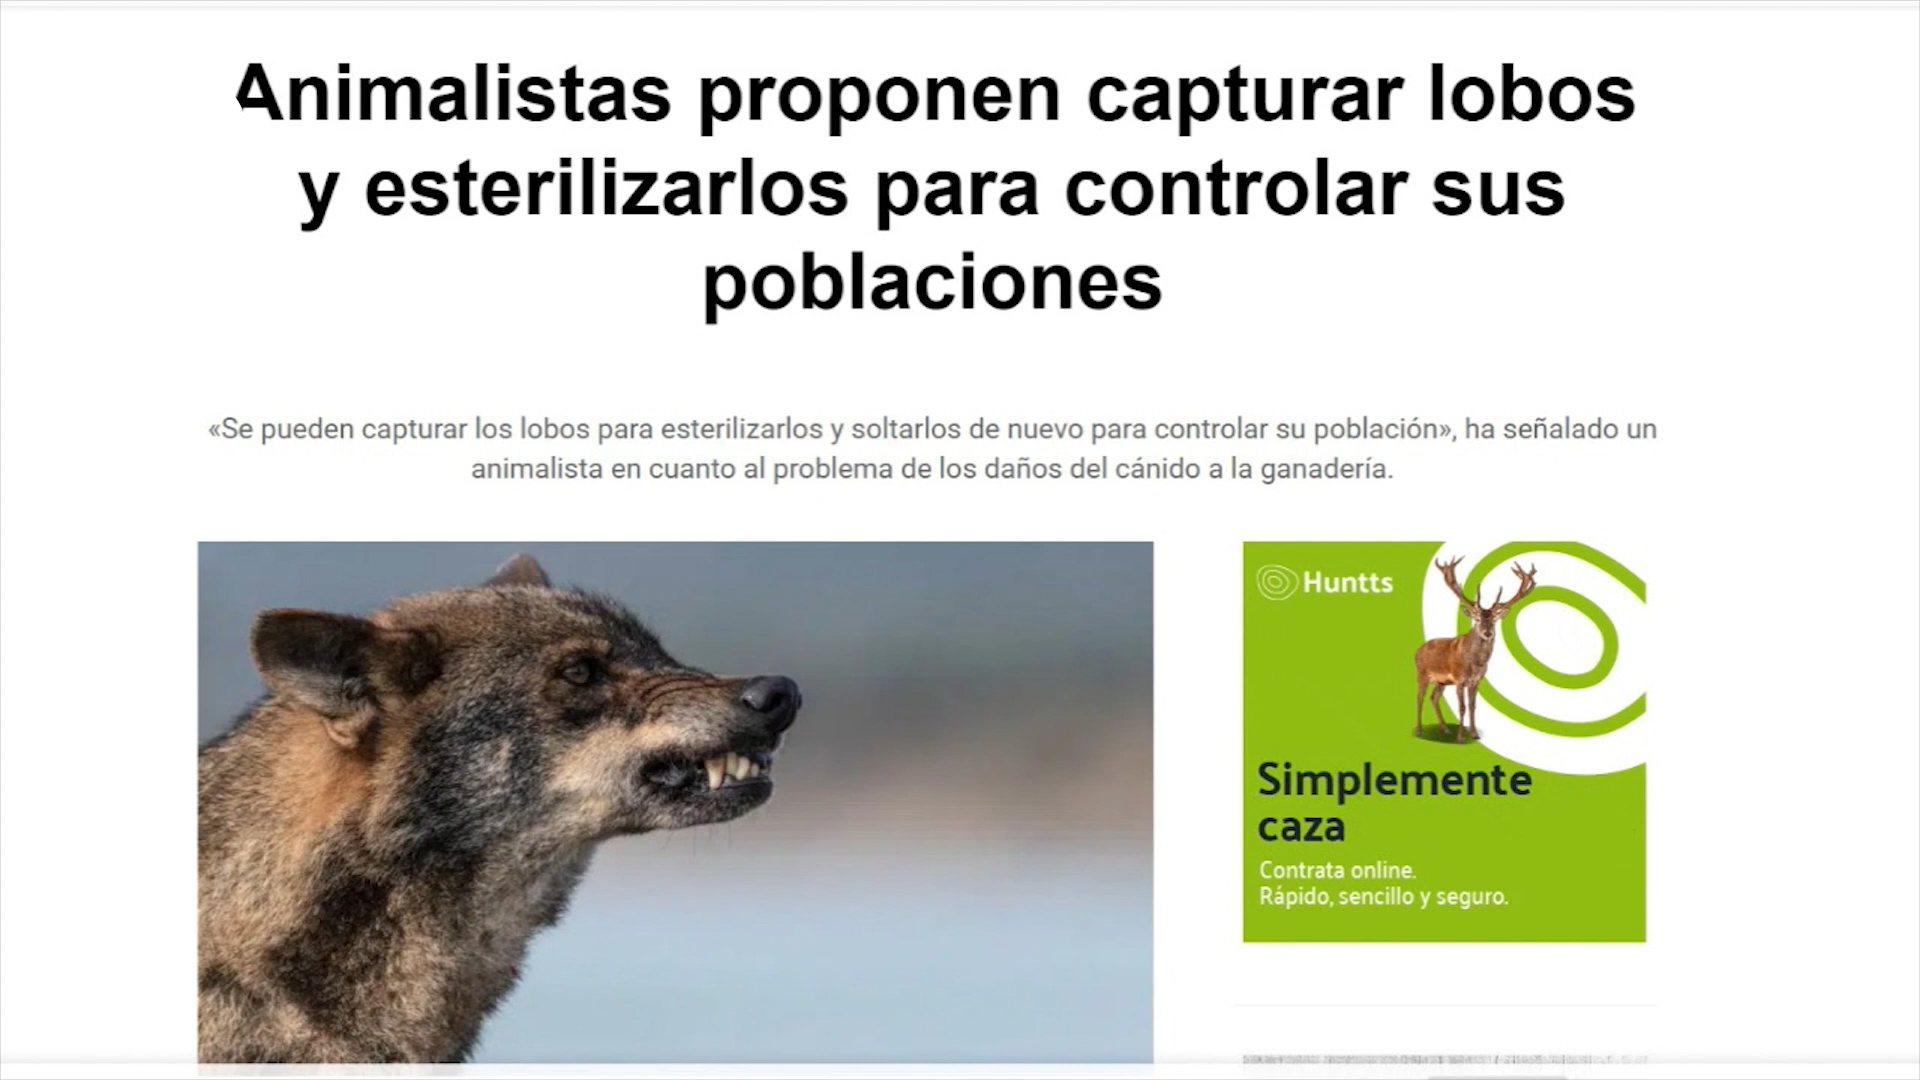 Animalistas proponen capturar lobos
y esterilizarlos para controlar sus
poblaciones
«Se pueden capturar los lobos para esterilizarlos y soltarlos de nuevo para controlar su población», ha señalado un
animalista en cuanto al problema de los daños del cánido a la ganadería.
Huntts
Simplemente
caza
Contrata online.
Rápido, sencillo y seguro.